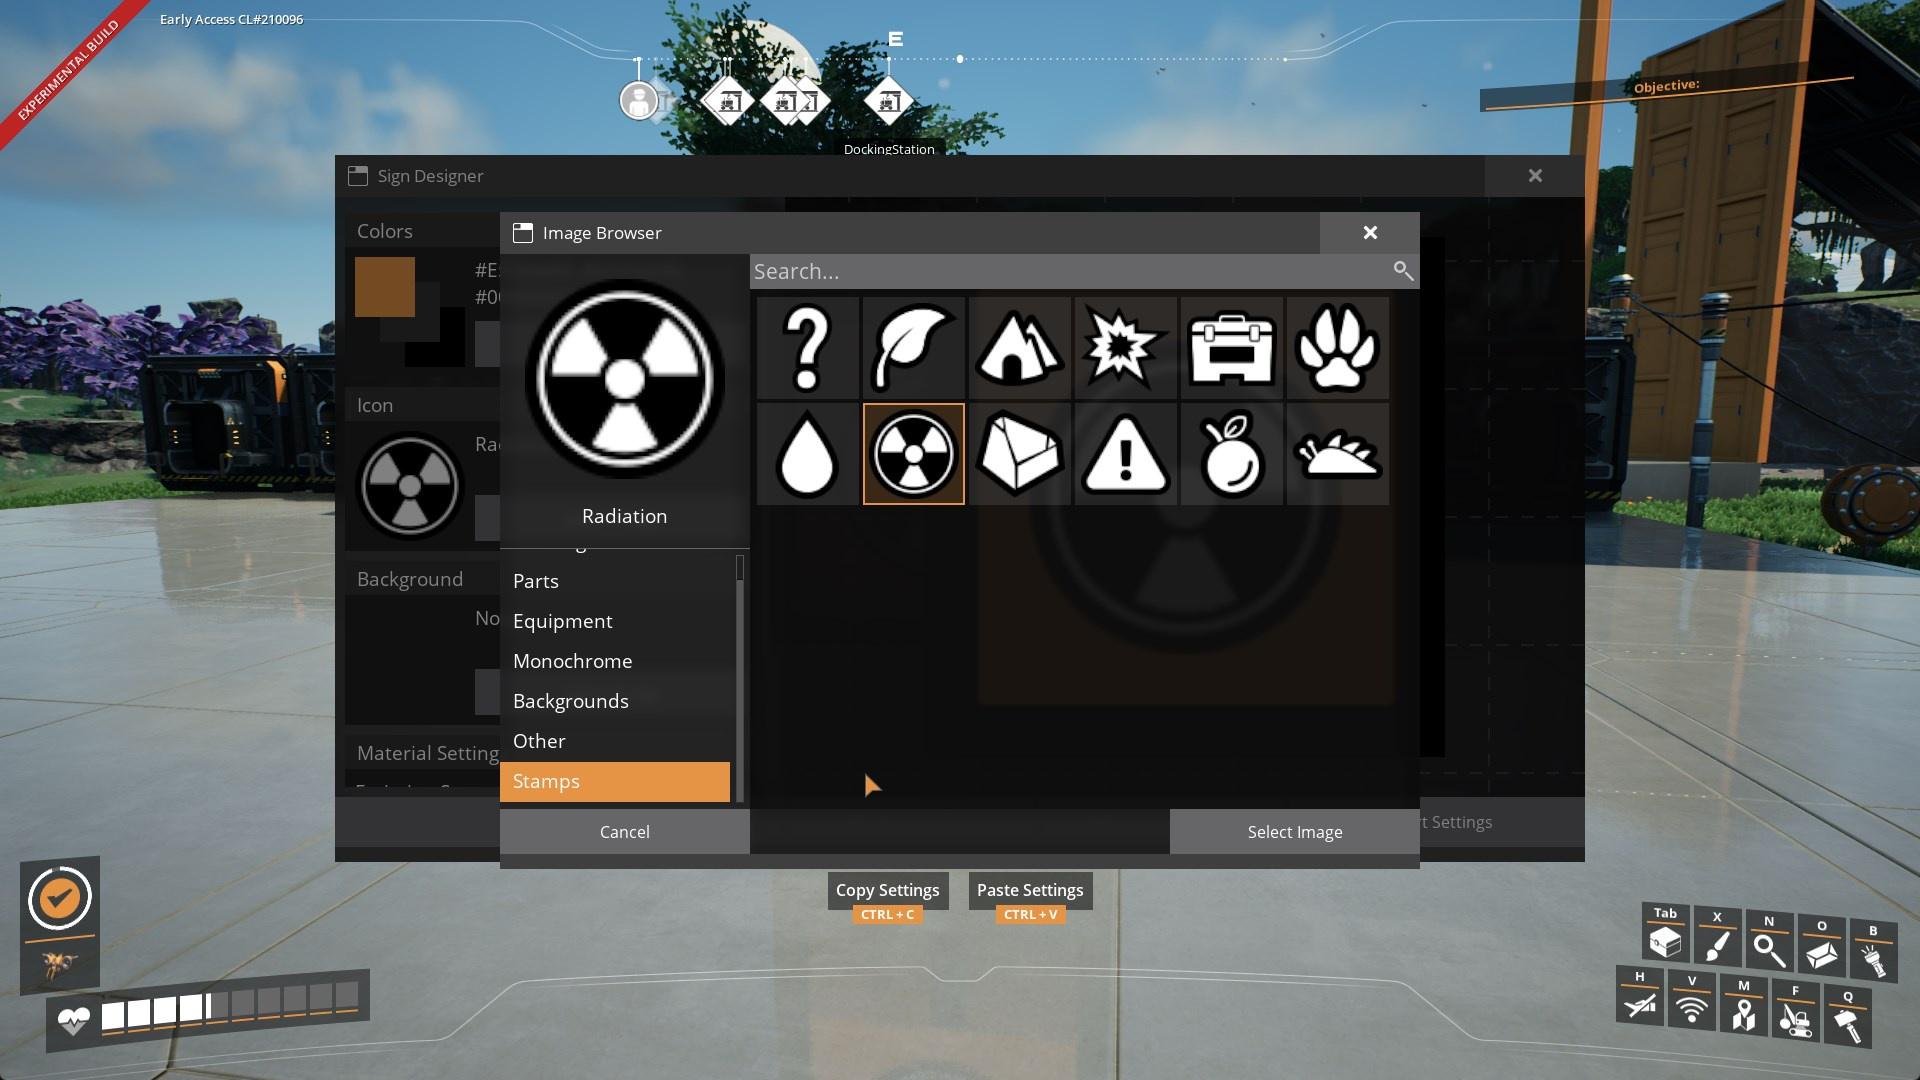 Early Access CL#210096
EXPERIMENTAL BUILD
E
Objective:
DockingStation
Sign Designer
Image Browser
Colors
Search...
#E
#0
Icon
Radiation
Background
No
Parts
Equipment
Monochrome
Backgrounds
Other
Material Setting
Stamps
Cancel
Select Image
t Settings
Copy Settings
Paste Settings
CTRL + C
CTRL + V
Tab
X
N
O
B
H
V
M
F
Q